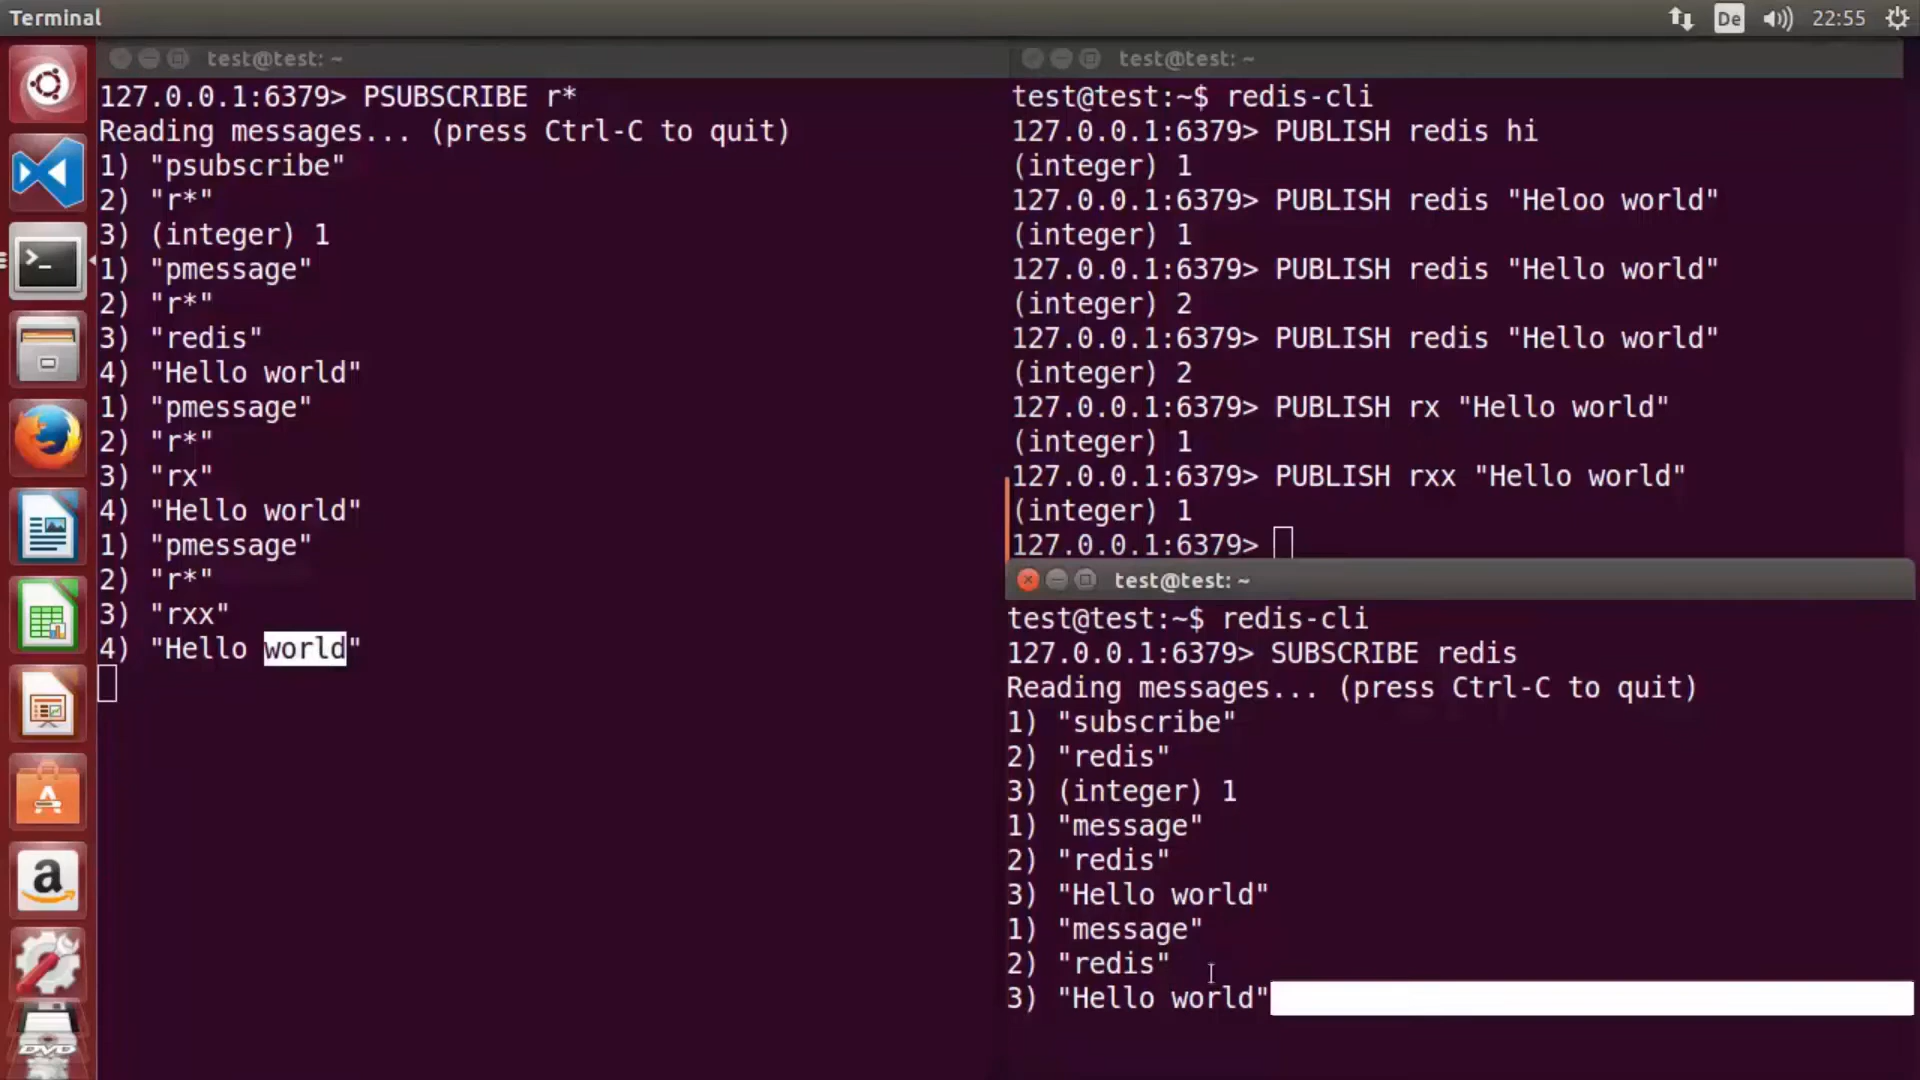 Terminal
De
22:55
test@test: ~
127.0.0.1:6379> PSUBSCRIBE r*
Reading messages... (press Ctrl-C to quit)
1) "psubscribe"
2) "r*"
3) (integer) 1
1) "pmessage"
2) "r*"
3) "redis"
4) "Hello world"
1) "pmessage"
2) "r*"
3) "rx"
4) "Hello world"
1) "pmessage"
2) "r*"
3) "rxx"
4) "Hello world"
test@test: ~
test@test:~$ redis-cli
127.0.0.1:6379> PUBLISH redis hi
(integer) 1
127.0.0.1:6379> PUBLISH redis "Heloo world"
(integer) 1
127.0.0.1:6379> PUBLISH redis "Hello world"
(integer) 2
127.0.0.1:6379> PUBLISH redis "Hello world"
(integer) 2
127.0.0.1:6379> PUBLISH rx "Hello world"
(integer) 1
127.0.0.1:6379> PUBLISH rxx "Hello world"
(integer) 1
127.0.0.1:6379>
test@test: ~
test@test:~$ redis-cli
127.0.0.1:6379> SUBSCRIBE redis
Reading messages... (press Ctrl-C to quit)
1) "subscribe"
2) "redis"
3) (integer) 1
1) "message"
2) "redis"
3) "Hello world"
1) "message"
2) "redis"
3) "Hello world"
>_
A
a
DVD